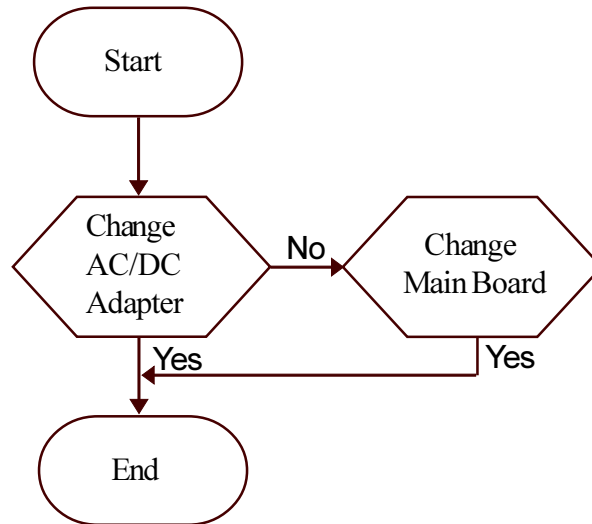 Start
Change
AC/DC
Adapter
No
Change
Main Board
Yes
Yes
End